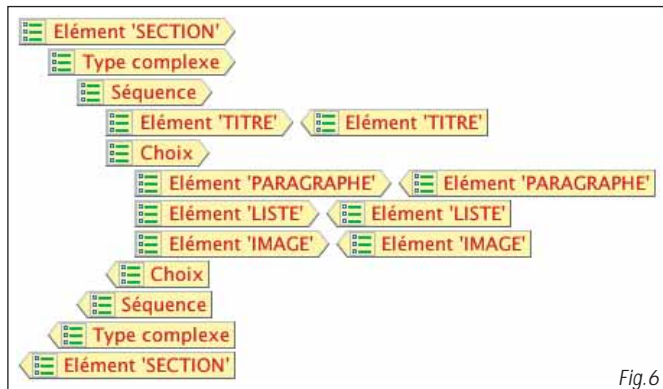 Elément 'SECTION'
Type complexe
Séquence
Elément 'TITRE' Elément 'TITRE'
Choix
Elément 'PARAGRAPHE' Elément 'PARAGRAPHE'
Elément 'LISTE' Elément 'LISTE'
Elément 'IMAGE' Elément 'IMAGE'
Choix
Séquence
Type complexe
Elément 'SECTION'
Fig.6